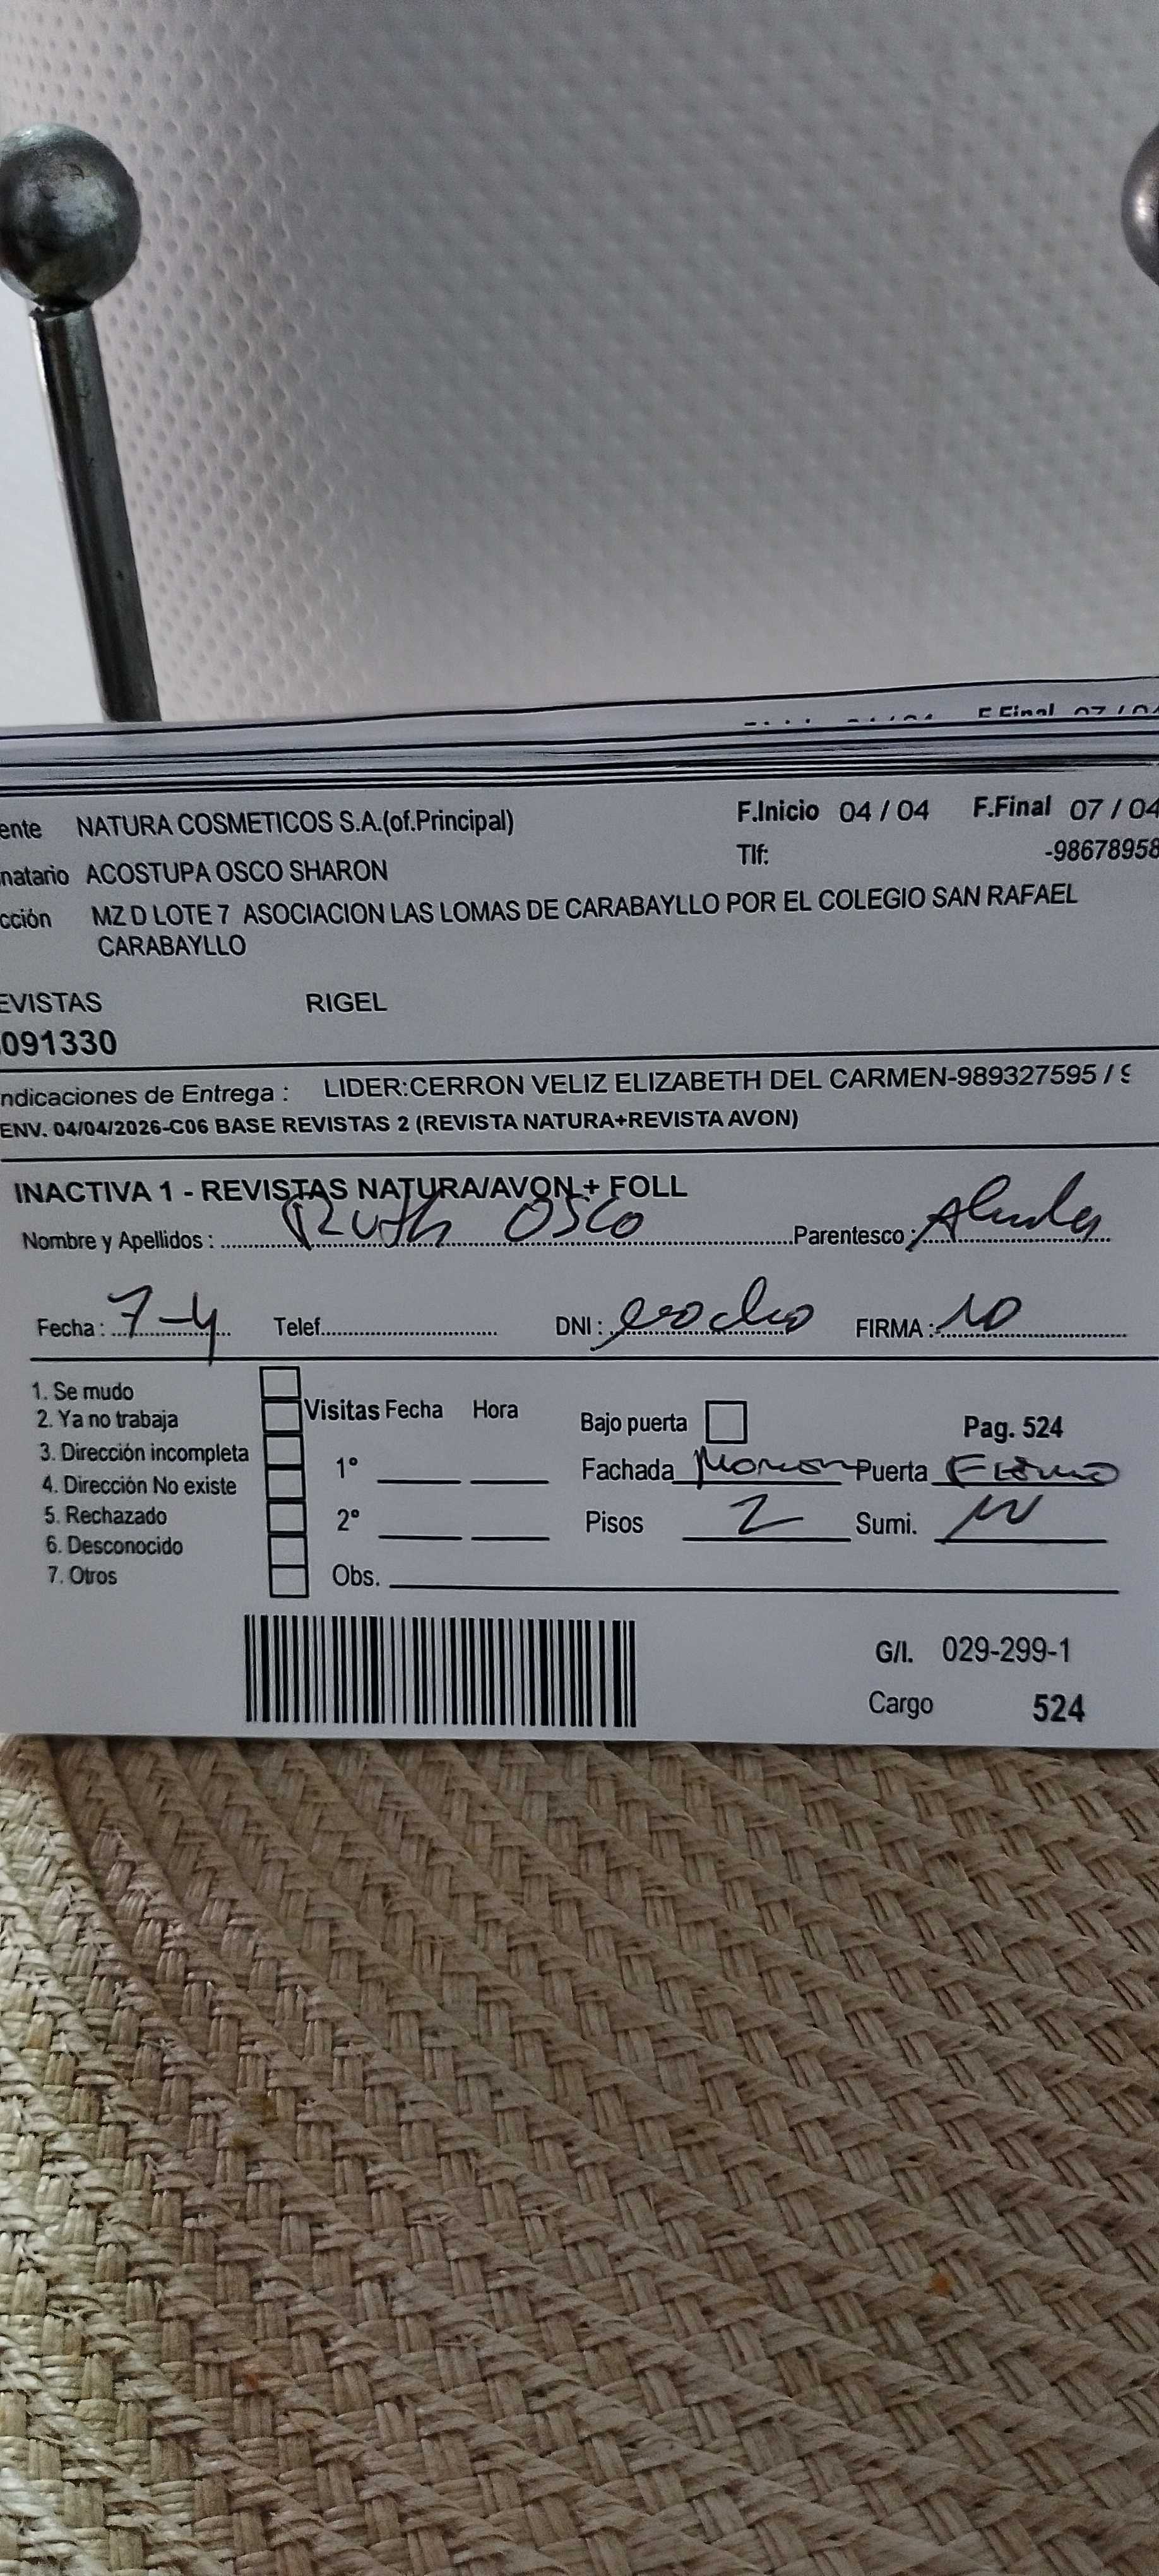 F.Final 07 / 04
ente NATURA COSMETICOS S.A.(of.Principal) F.Inicio 04 / 04 F.Final 07 / 04
Tlf: -98678958
natario ACOSTUPA OSCO SHARON
cción MZ D LOTE 7 ASOCIACION LAS LOMAS DE CARABAYLLO POR EL COLEGIO SAN RAFAEL
CARABAYLLO
EVISTAS RIGEL
091330
ndicaciones de Entrega : LIDER:CERRON VELIZ ELIZABETH DEL CARMEN-989327595 / 9
ENV. 04/04/2026-C06 BASE REVISTAS 2 (REVISTA NATURA+REVISTA AVON)
INACTIVA 1 - REVISTAS NATURA/AVON + FOLL
Nombre y Apellidos : Ruth Osco Parentesco :
Fecha : 7-4 Telef. DNI : FIRMA :
1. Se mudo
2. Ya no trabaja
3. Dirección incompleta
4. Dirección No existe
5. Rechazado
6. Desconocido
7. Otros
Visitas Fecha Hora
1°
2°
Obs.
Bajo puerta Pag. 524
Fachada Puerta
Pisos 2 Sumi.
G/I. 029-299-1
Cargo 524